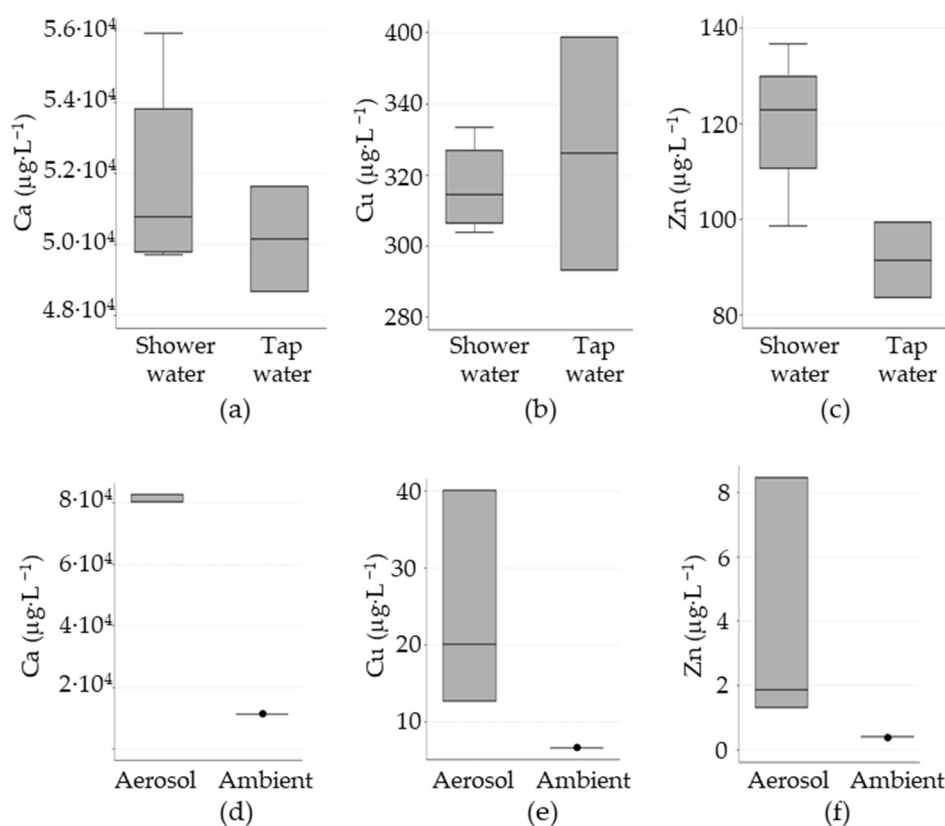 Ca (µg·L⁻¹)
5.6·10⁴
5.4·10⁴
5.2·10⁴
5.0·10⁴
4.8·10⁴
Shower water
Tap water
(a)
Cu (µg·L⁻¹)
400
340
320
300
280
Shower water
Tap water
(b)
Zn (µg·L⁻¹)
140
120
100
80
Shower water
Tap water
(c)
Ca (µg·L⁻¹)
8·10⁴
6·10⁴
4·10⁴
2·10⁴
Aerosol
Ambient
(d)
Cu (µg·L⁻¹)
40
30
20
10
Aerosol
Ambient
(e)
Zn (µg·L⁻¹)
8
6
4
2
0
Aerosol
Ambient
(f)